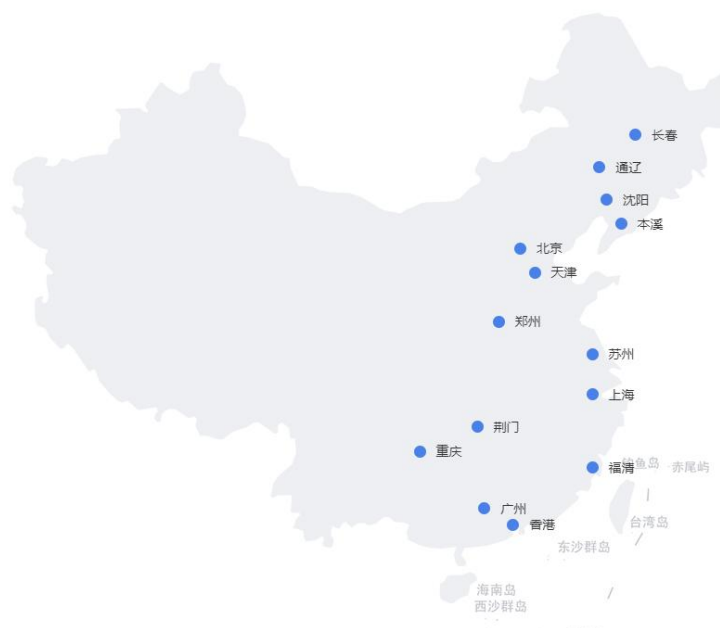 长春
通辽
沈阳
本溪
北京
天津
郑州
苏州
上海
荆门
重庆
福清
钓鱼岛
赤尾屿
广州
香港
台湾岛
东沙群岛
海南岛
西沙群岛